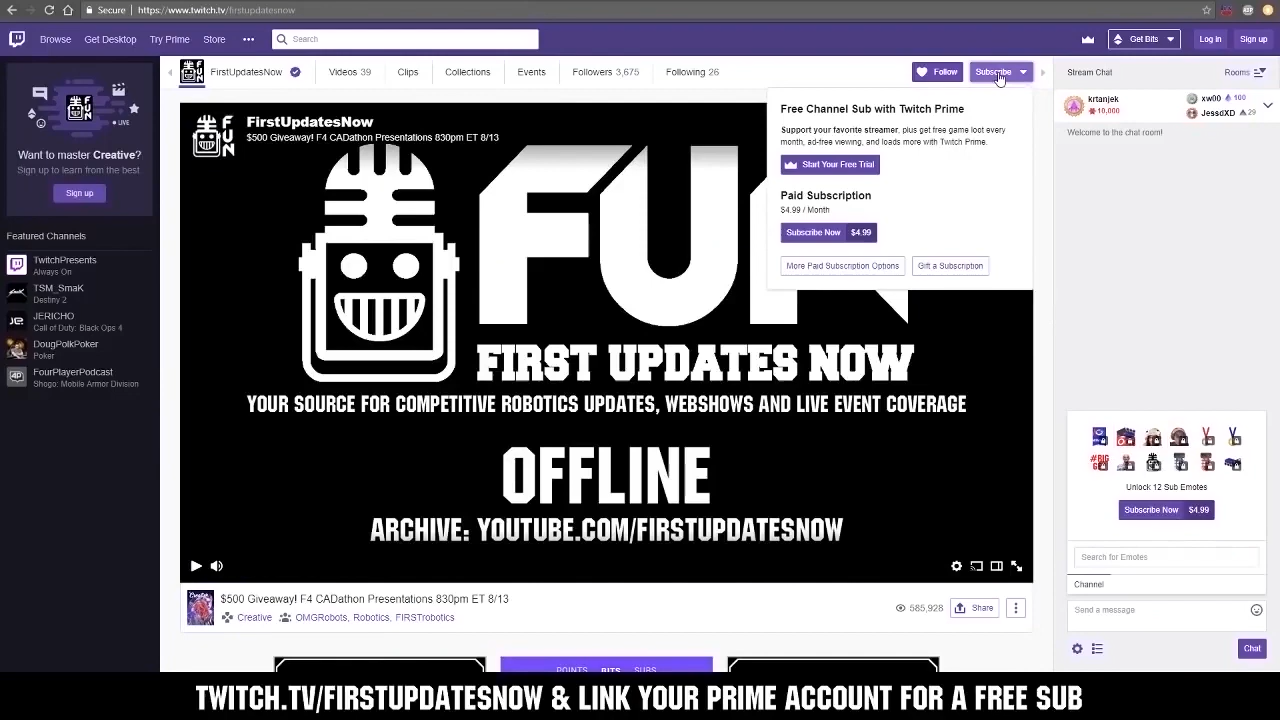 Secure
https://www.twitch.tv/firstupdatesnow
Browse
Get Desktop
Try Prime
Store
Search
Get Bits
Log in
Sign up
FUN
LIVE
Want to master Creative?
Sign up to learn from the best
Sign up
Featured Channels
TwitchPresents
Always On
TSM_SmaK
Destiny 2
JERICHO
Call of Duty: Black Ops 4
DougPolkPoker
Poker
FourPlayerPodcast
Shogo: Mobile Armor Division
FUN
FirstUpdatesNow
Videos 39
Clips
Collections
Events
Followers 3,675
Following 26
Follow
Subscribe
Free Channel Sub with Twitch Prime
Support your favorite streamer, plus get free game loot every
month, ad-free viewing, and loads more with Twitch Prime.
Start Your Free Trial
Paid Subscription
$4.99 / Month
Subscribe Now $4.99
More Paid Subscription Options
Gift a Subscription
FUN
FirstUpdatesNow
$500 Giveaway! F4 CADathon Presentations 830pm ET 8/13
FUN
FIRST UPDATES NOW
YOUR SOURCE FOR COMPETITIVE ROBOTICS UPDATES, WEBSHOWS AND LIVE EVENT COVERAGE
OFFLINE
ARCHIVE: YOUTUBE.COM/FIRSTUPDATESNOW
$500 Giveaway! F4 CADathon Presentations 830pm ET 8/13
Creative
OMGRobots, Robotics, FIRSTrobotics
585,928
Share
POINTS BITS SUBS
Stream Chat
Rooms
krtanjek
10,000
xw00 100
JessdXD 29
Welcome to the chat room!
Unlock 12 Sub Emotes
Subscribe Now $4.99
Search for Emotes
Channel
Send a message
Chat
TWITCH.TV/FIRSTUPDATESNOW & LINK YOUR PRIME ACCOUNT FOR A FREE SUB